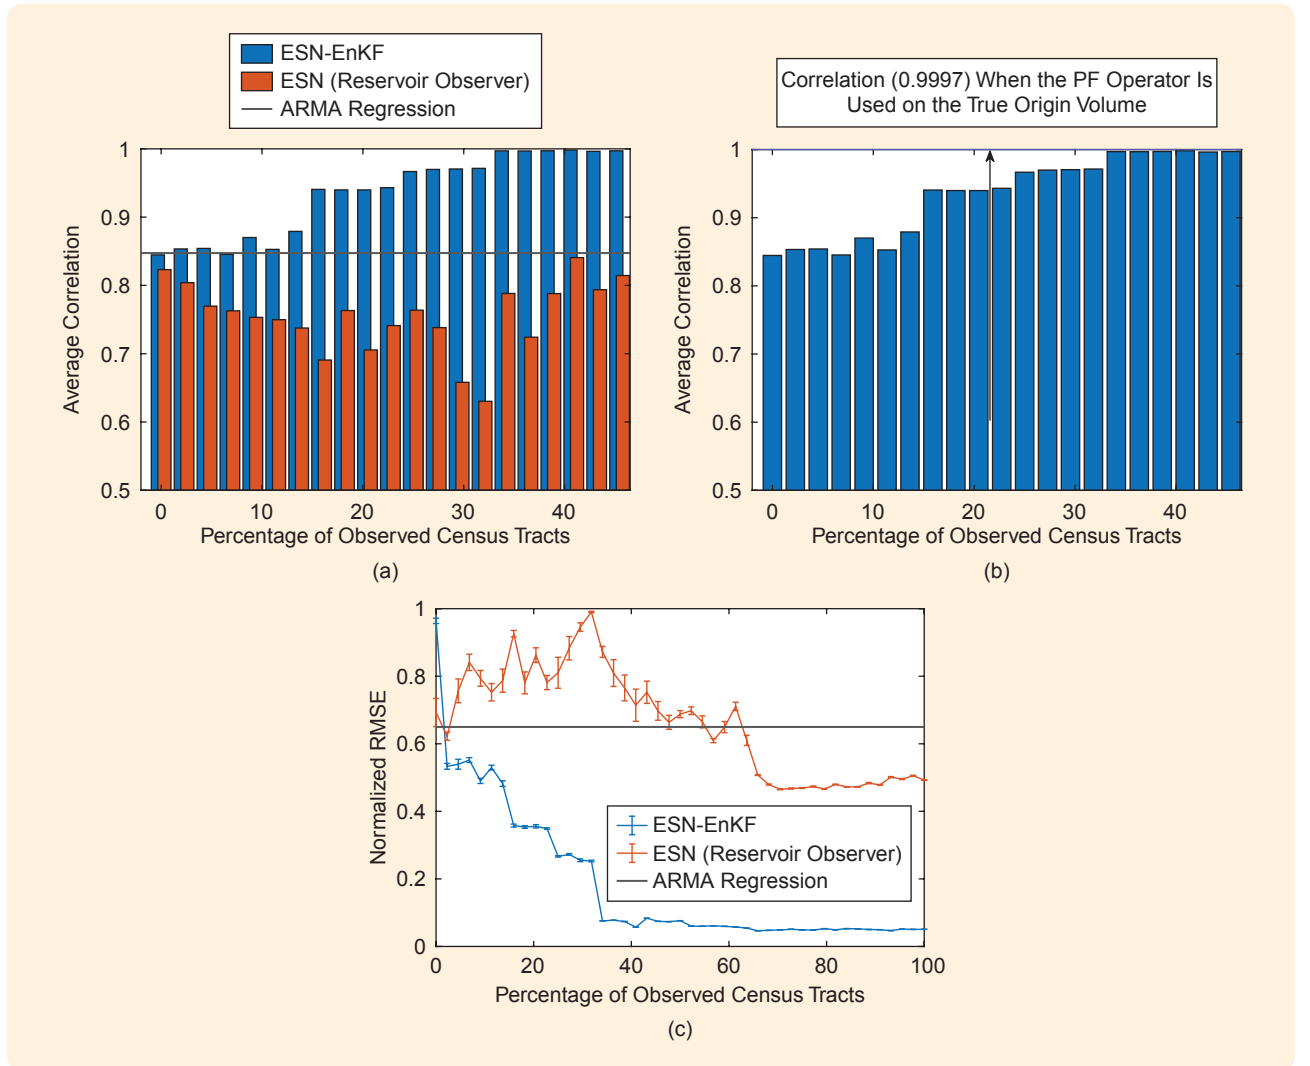 ESN-EnKF
ESN (Reservoir Observer)
ARMA Regression
1
0.9
0.8
0.7
0.6
0.5
Average Correlation
0 10 20 30 40
Percentage of Observed Census Tracts
(a)
Correlation (0.9997) When the PF Operator Is
Used on the True Origin Volume
1
0.9
0.8
0.7
0.6
0.5
Average Correlation
0 10 20 30 40
Percentage of Observed Census Tracts
(b)
1
0.8
0.6
0.4
0.2
0
Normalized RMSE
ESN-EnKF
ESN (Reservoir Observer)
ARMA Regression
0 20 40 60 80 100
Percentage of Observed Census Tracts
(c)